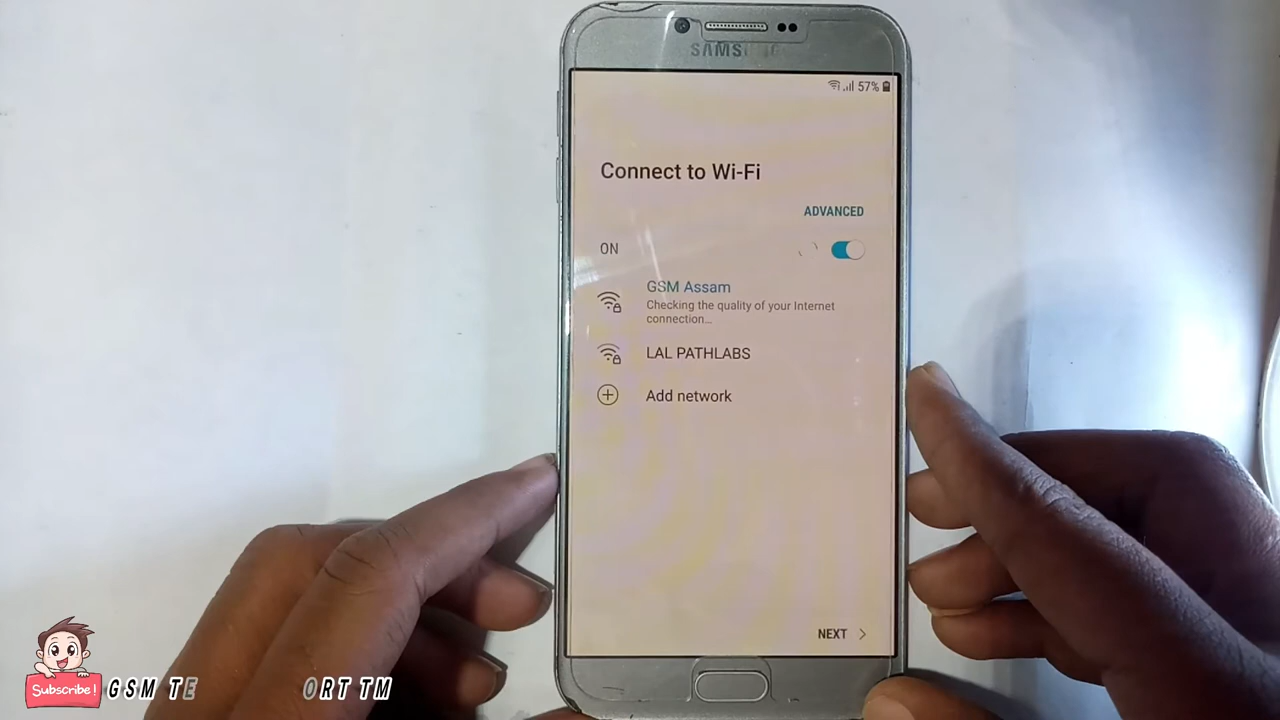 SAMSUNG
57%
Connect to Wi-Fi
ADVANCED
ON
GSM Assam
Checking the quality of your Internet
connection...
LAL PATHLABS
Add network
NEXT
Subscribe!
GSM TE ORT TM